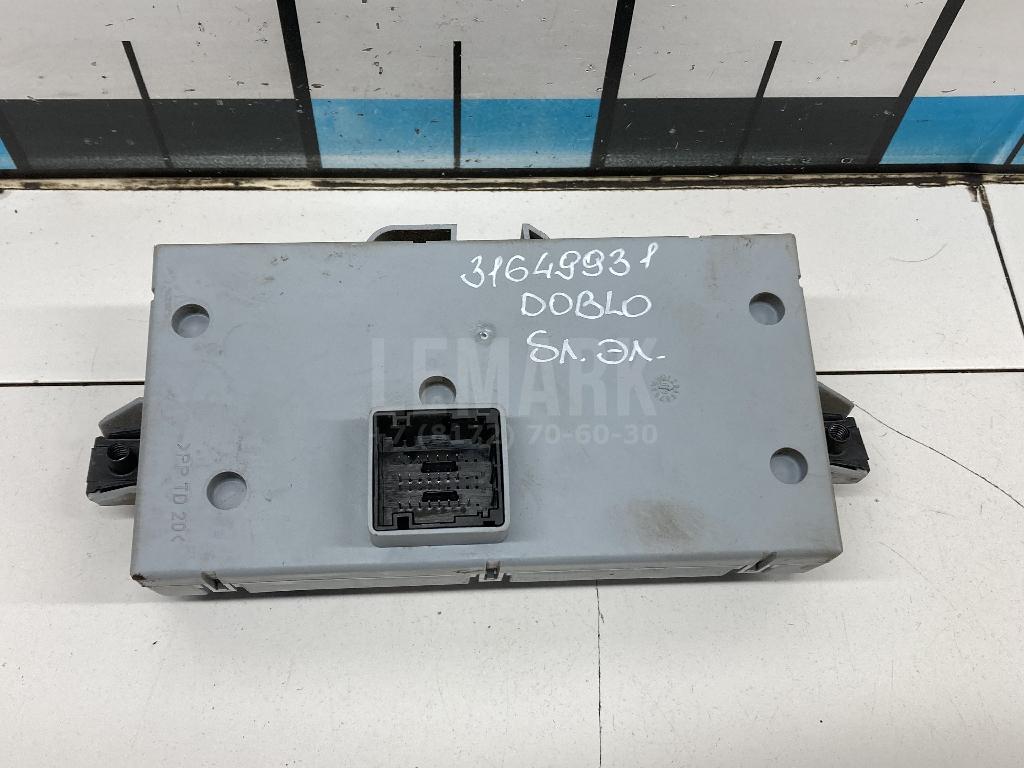 31649931
DOBLO
Бл. эл.
LEMARK
+7 (8172) 70-60-30
>PP TD 20<